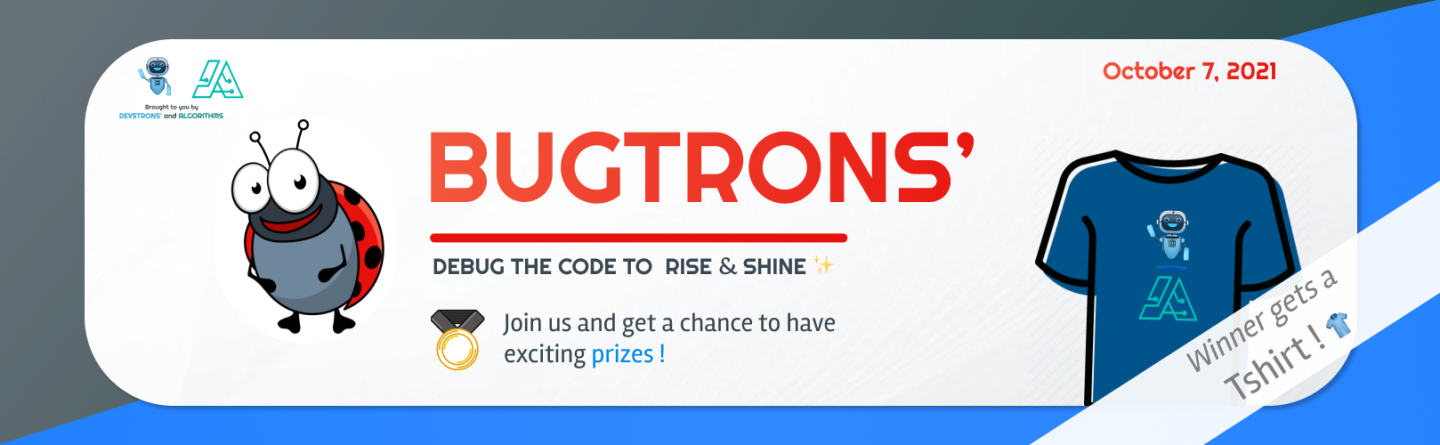 Brought to you by
DEVSTRONS' and ALGORITHMS
October 7, 2021
BUGTRONS’
DEBUG THE CODE TO RISE & SHINE ✨
Join us and get a chance to have
exciting prizes !
Winner gets a
Tshirt ! 👕